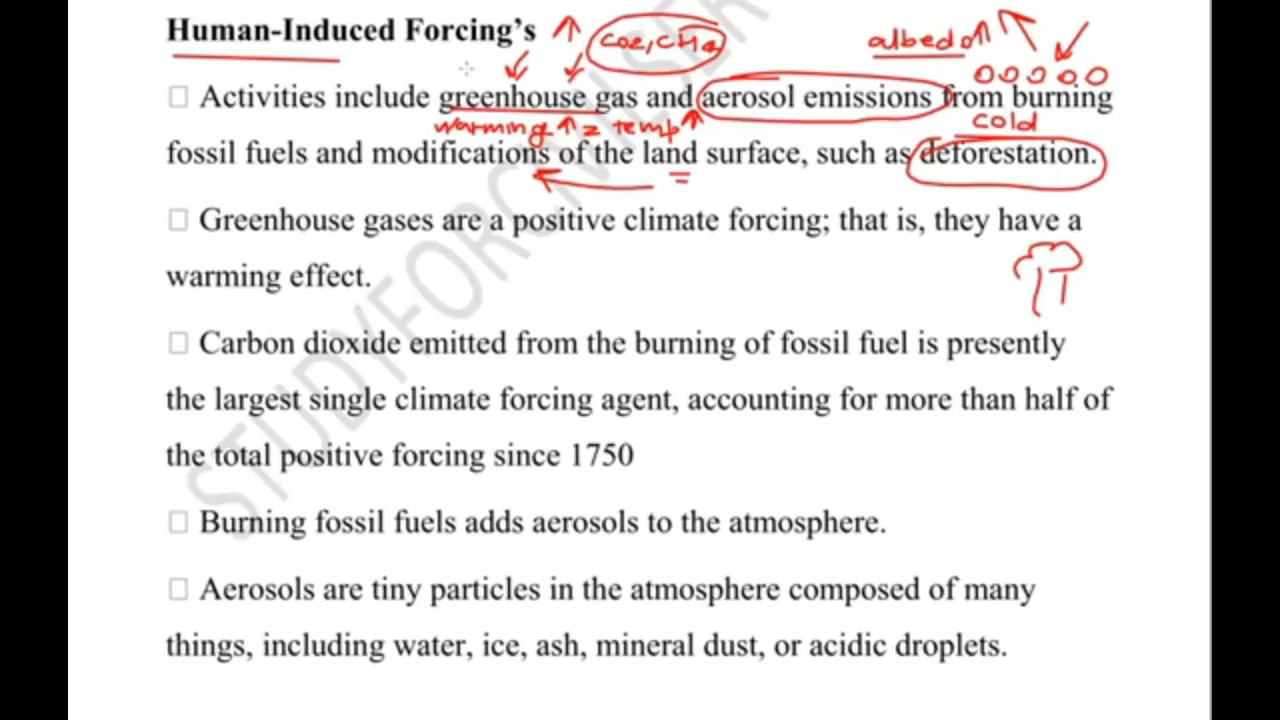 Human-Induced Forcing's
CO2, CH4
albedo
Activities include greenhouse gas and aerosol emissions from burning
warming = temp
cold
fossil fuels and modifications of the land surface, such as deforestation.
Greenhouse gases are a positive climate forcing; that is, they have a
warming effect.
Carbon dioxide emitted from the burning of fossil fuel is presently
the largest single climate forcing agent, accounting for more than half of
the total positive forcing since 1750
Burning fossil fuels adds aerosols to the atmosphere.
Aerosols are tiny particles in the atmosphere composed of many
things, including water, ice, ash, mineral dust, or acidic droplets.